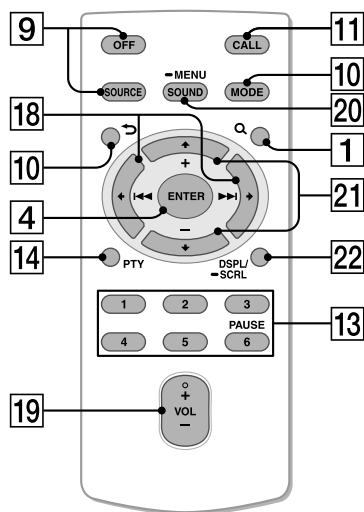 9
11
OFF
CALL
SOURCE
MENU
SOUND
MODE
10
18
20
10
1
+
ENTER
4
21
−
14
PTY
DSPL/
SCRL
22
1
2
3
PAUSE
4
5
6
13
+
VOL
−
19